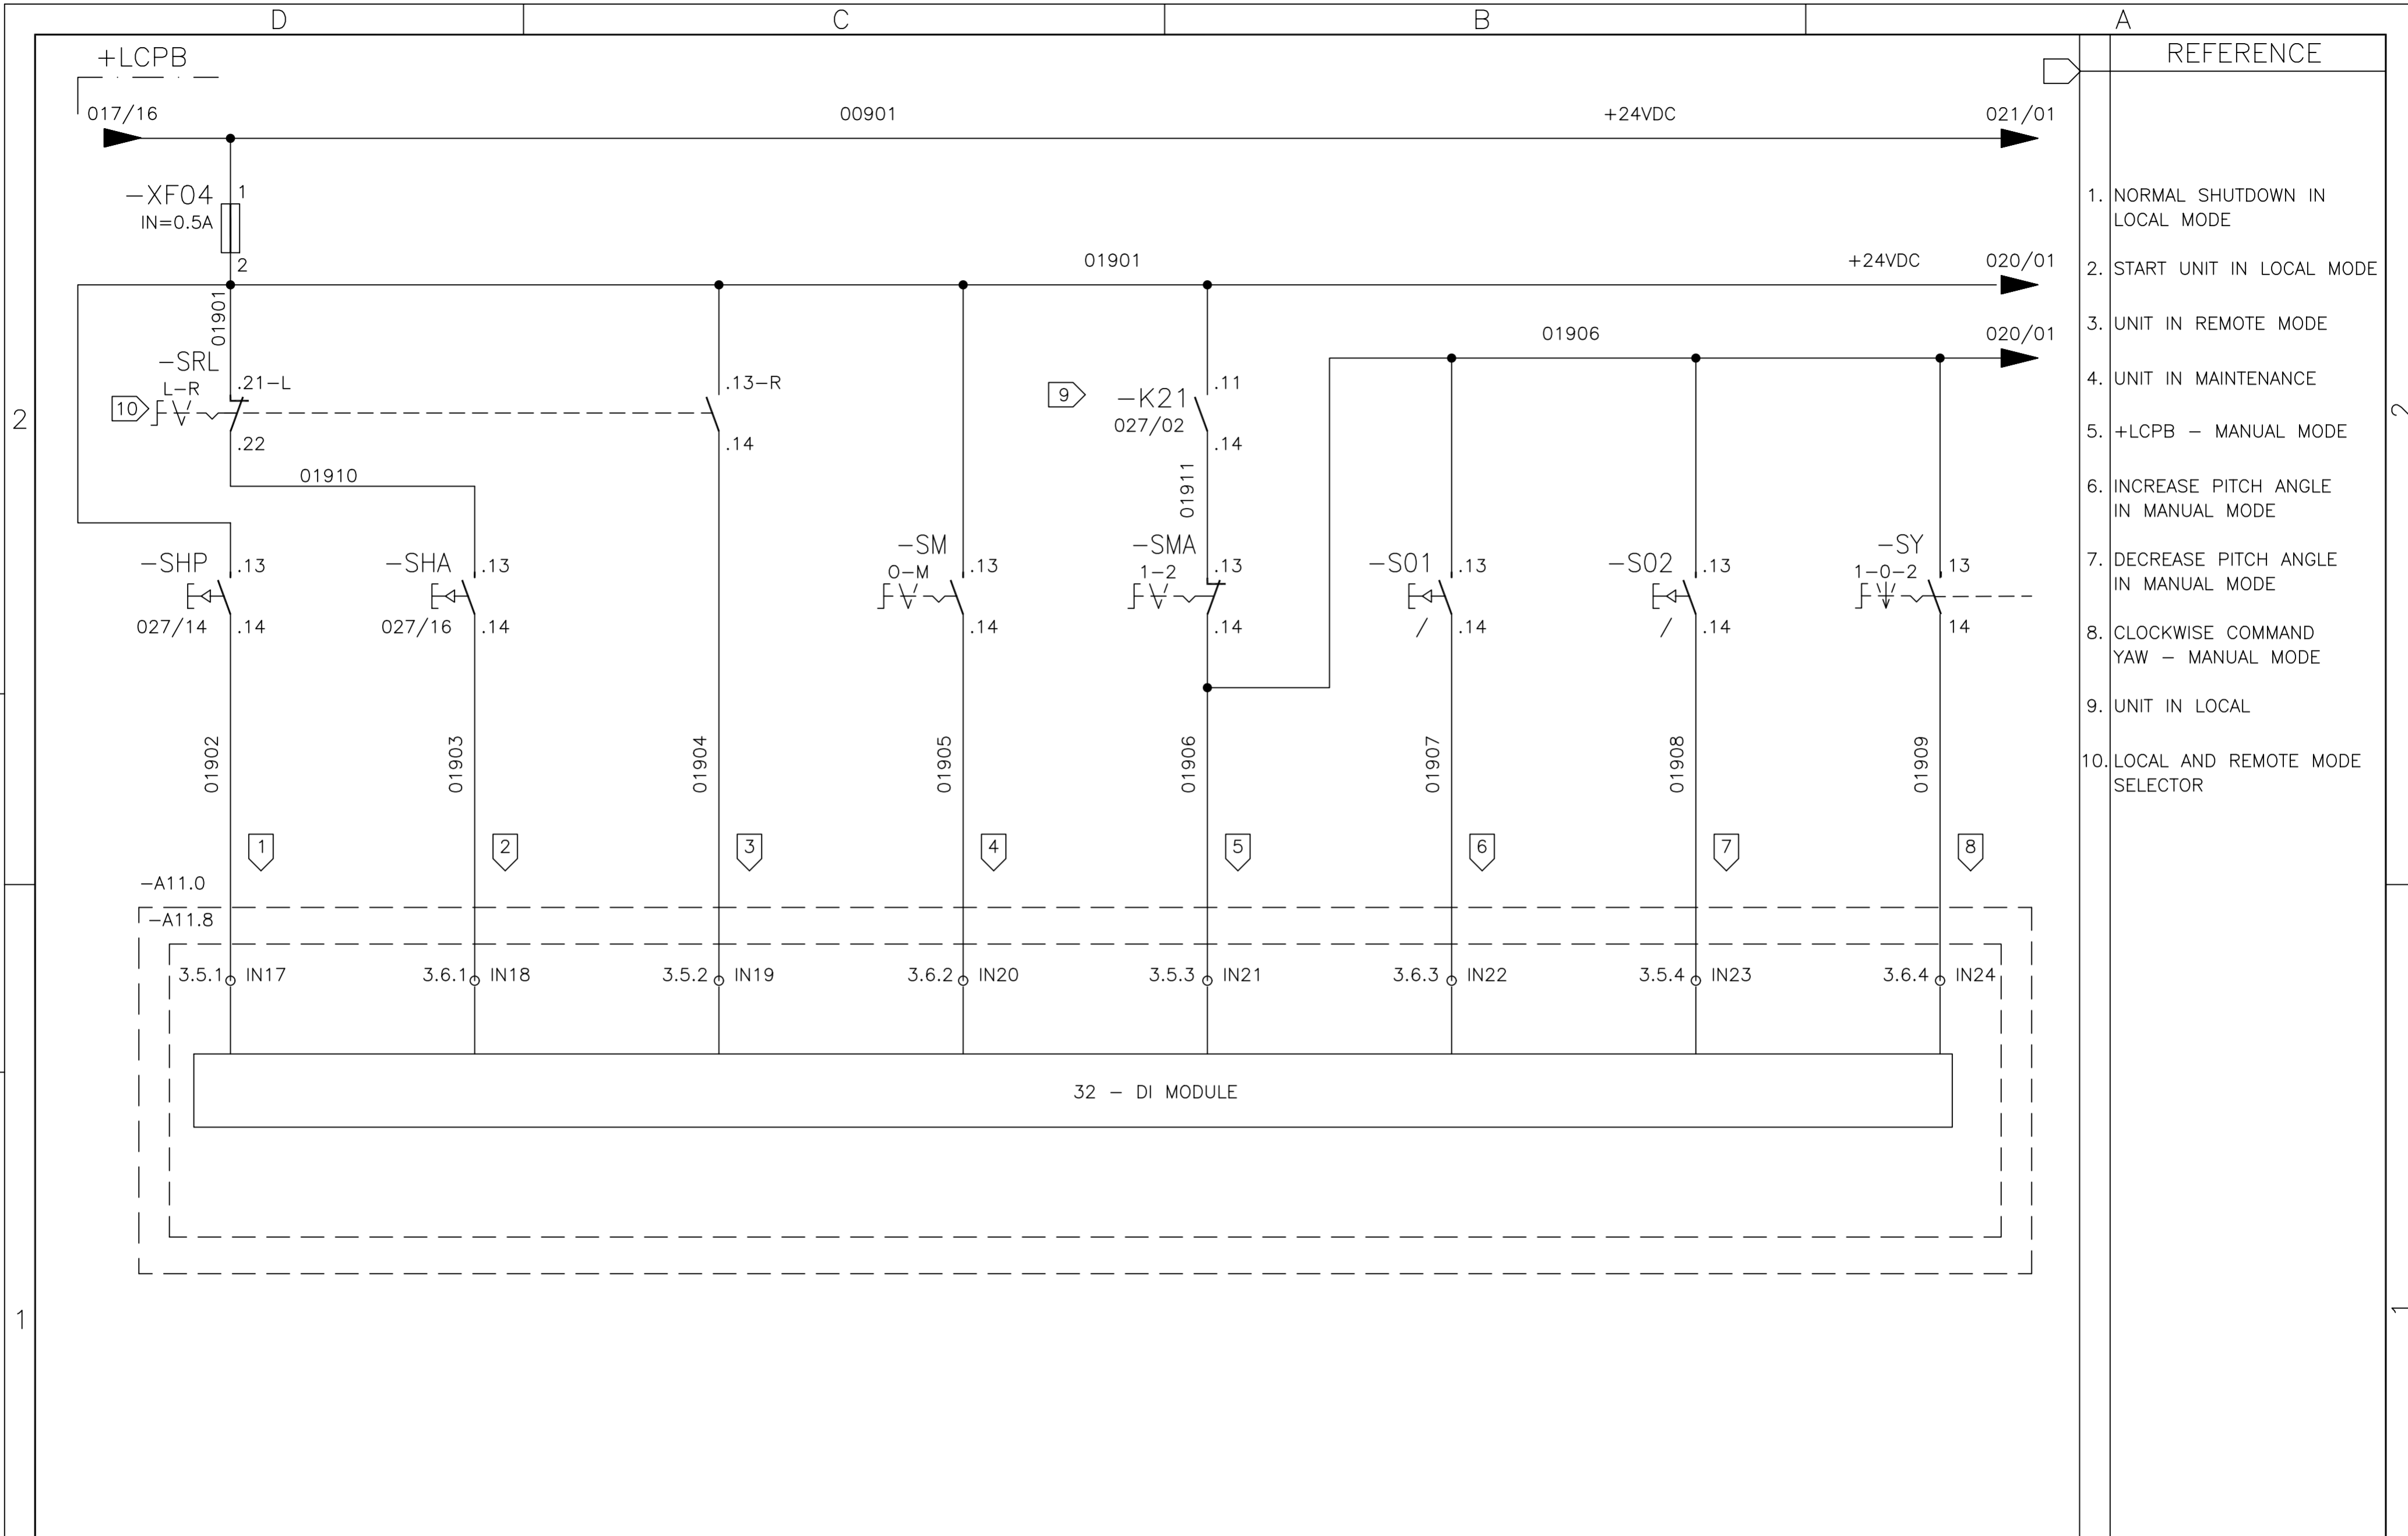 D
C
B
A
+LCPB
REFERENCE
017/16
00901
+24VDC
021/01
-XF04
1
IN=0.5A
2
01901
+24VDC
020/01
01901
01906
020/01
-SRL
L-R
.21-L
.22
10
.13-R
.14
9
-K21
027/02
.11
.14
2
2
01910
01911
-SHP
.13
027/14
.14
-SHA
.13
027/16
.14
-SM
0-M
.13
.14
-SMA
1-2
.13
.14
-S01
.13
/
.14
-S02
.13
/
.14
-SY
1-0-2
13
14
01902
01903
01904
01905
01906
01907
01908
01909
1
2
3
4
5
6
7
8
-A11.0
-A11.8
3.5.1 IN17
3.6.1 IN18
3.5.2 IN19
3.6.2 IN20
3.5.3 IN21
3.6.3 IN22
3.5.4 IN23
3.6.4 IN24
32 - DI MODULE
1
1
1. NORMAL SHUTDOWN IN
LOCAL MODE
2. START UNIT IN LOCAL MODE
3. UNIT IN REMOTE MODE
4. UNIT IN MAINTENANCE
5. +LCPB - MANUAL MODE
6. INCREASE PITCH ANGLE
IN MANUAL MODE
7. DECREASE PITCH ANGLE
IN MANUAL MODE
8. CLOCKWISE COMMAND
YAW - MANUAL MODE
9. UNIT IN LOCAL
10. LOCAL AND REMOTE MODE
SELECTOR